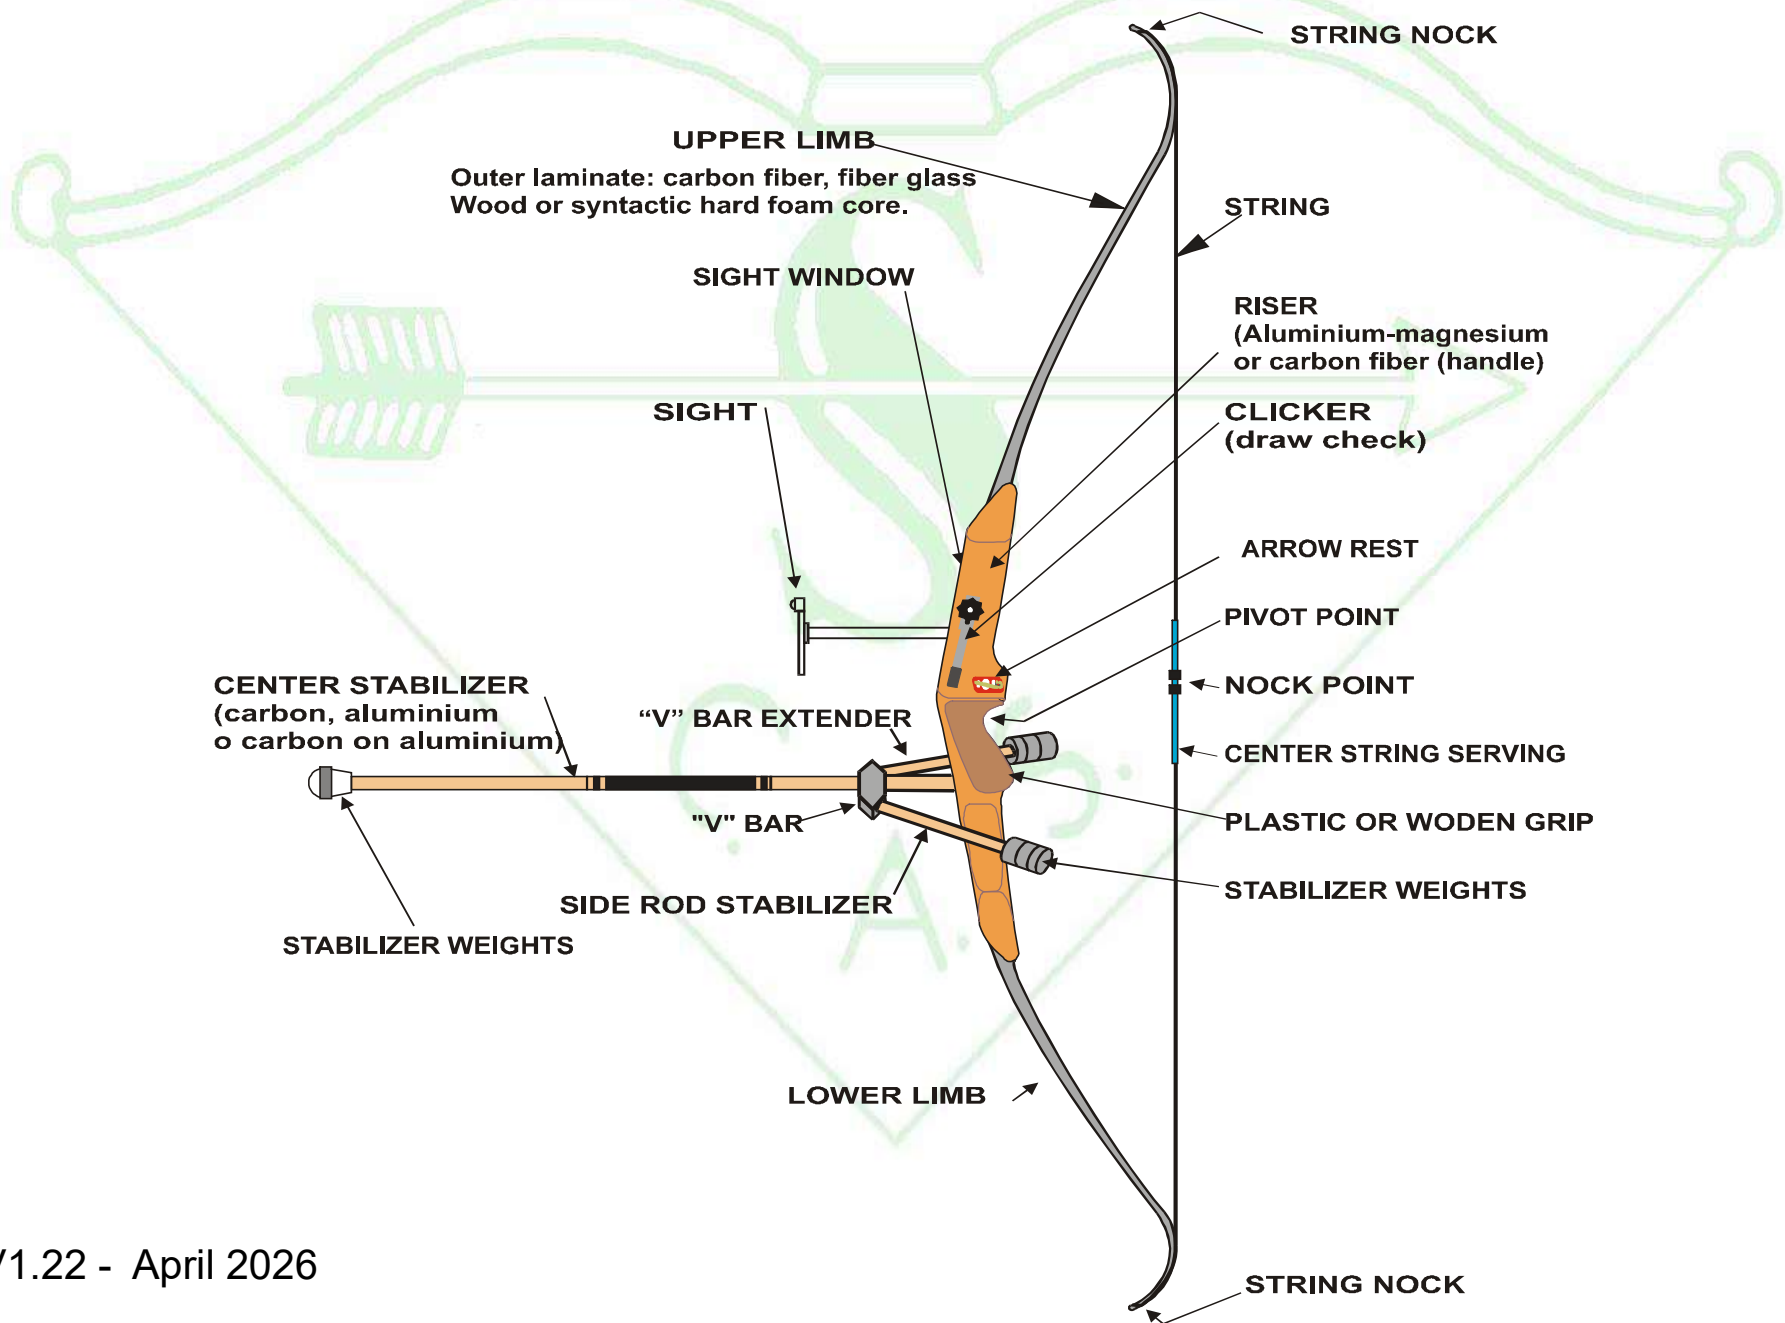 STRING NOCK
UPPER LIMB
Outer laminate: carbon fiber, fiber glass
Wood or syntactic hard foam core.
STRING
SIGHT WINDOW
RISER
(Aluminium-magnesium
or carbon fiber (handle)
SIGHT
CLICKER
(draw check)
ARROW REST
PIVOT POINT
CENTER STABILIZER
(carbon, aluminium
o carbon on aluminium)
“V” BAR EXTENDER
NOCK POINT
CENTER STRING SERVING
"V" BAR
PLASTIC OR WODEN GRIP
SIDE ROD STABILIZER
STABILIZER WEIGHTS
STABILIZER WEIGHTS
LOWER LIMB
V1.22 - April 2026
STRING NOCK
S
C. S.
A.